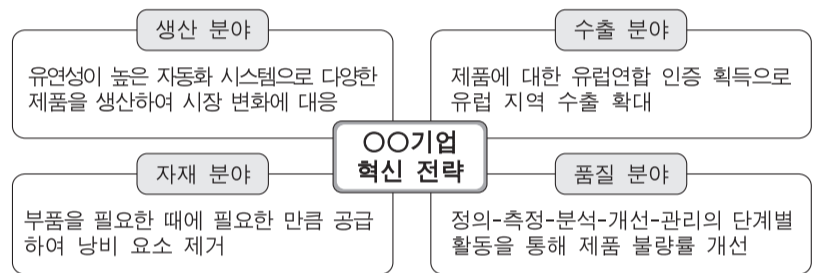 생산 분야
유연성이 높은 자동화 시스템으로 다양한
제품을 생산하여 시장 변화에 대응
수출 분야
제품에 대한 유럽연합 인증 획득으로
유럽 지역 수출 확대
○○기업
혁신 전략
자재 분야
부품을 필요한 때에 필요한 만큼 공급
하여 낭비 요소 제거
품질 분야
정의-측정-분석-개선-관리의 단계별
활동을 통해 제품 불량률 개선